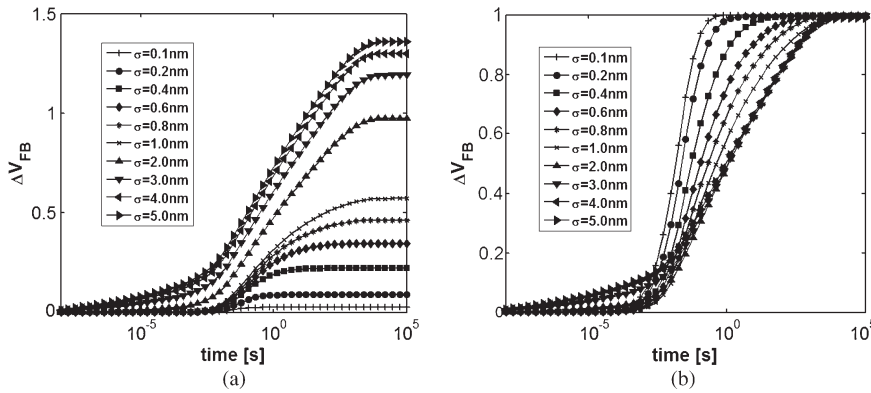 1.5
1
0.5
0
ΔV_FB
σ=0.1nm
σ=0.2nm
σ=0.4nm
σ=0.6nm
σ=0.8nm
σ=1.0nm
σ=2.0nm
σ=3.0nm
σ=4.0nm
σ=5.0nm
10^-5
10^0
10^5
time [s]
(a)
1
0.8
0.6
0.4
0.2
0
ΔV_FB
σ=0.1nm
σ=0.2nm
σ=0.4nm
σ=0.6nm
σ=0.8nm
σ=1.0nm
σ=2.0nm
σ=3.0nm
σ=4.0nm
σ=5.0nm
10^-5
10^0
10^5
time [s]
(b)